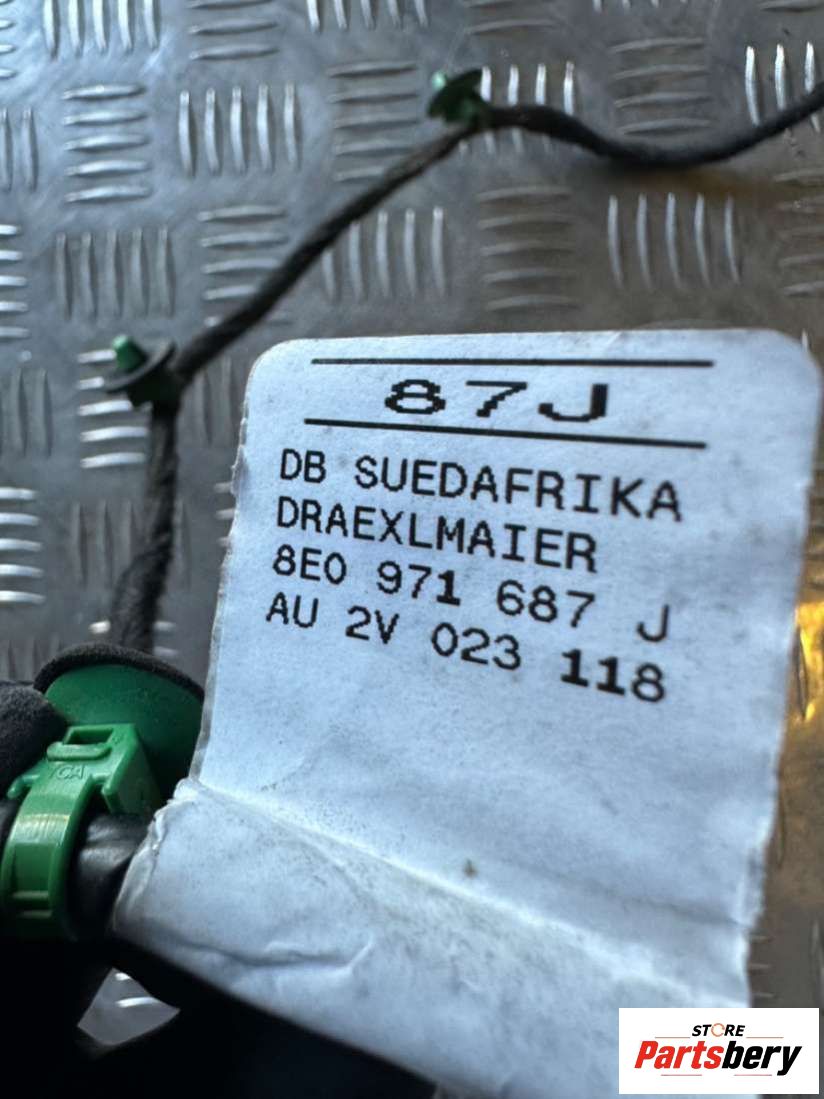 87J
DB SUEDAFRIKA
DRAEXLMAIER
8E0 971 687 J
AU 2V 023 118
STORE
Partsbery